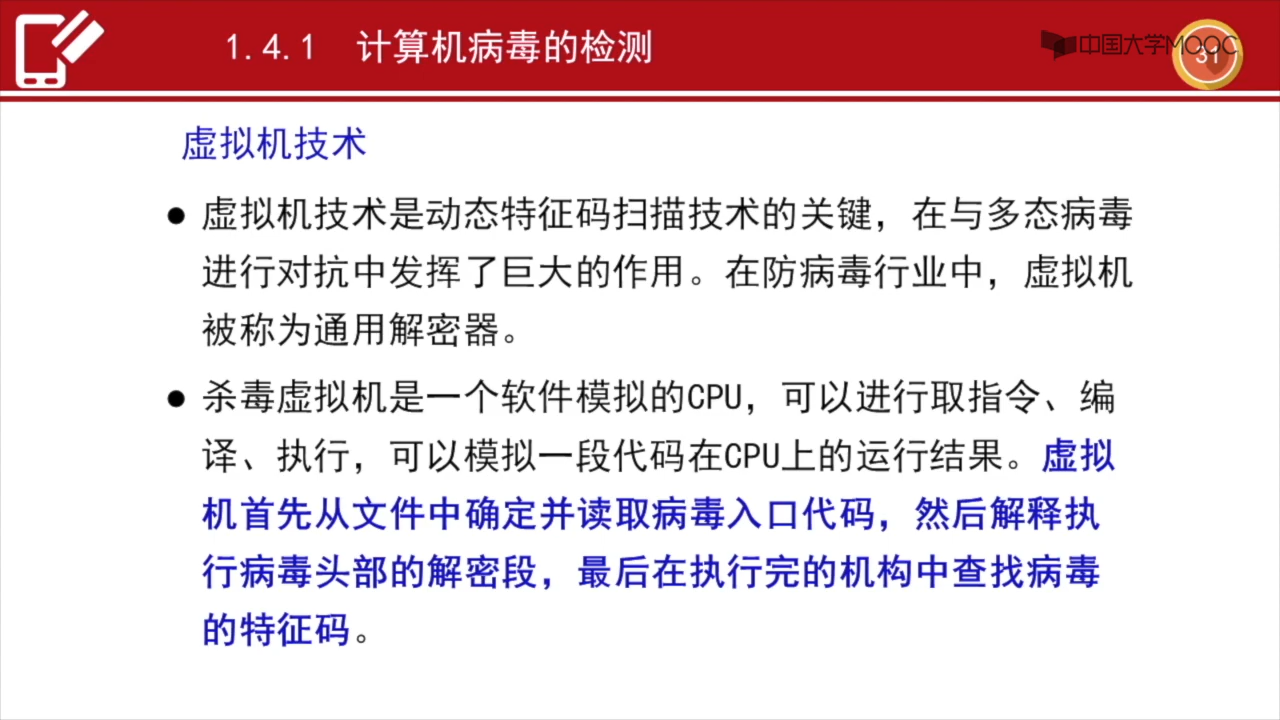 1.4.1 计算机病毒的检测
中国大学MOOC
31
虚拟机技术
● 虚拟机技术是动态特征码扫描技术的关键，在与多态病毒
进行对抗中发挥了巨大的作用。在防病毒行业中，虚拟机
被称为通用解密器。
● 杀毒虚拟机是一个软件模拟的CPU，可以进行取指令、编
译、执行，可以模拟一段代码在CPU上的运行结果。虚拟
机首先从文件中确定并读取病毒入口代码，然后解释执
行病毒头部的解密段，最后在执行完的机构中查找病毒
的特征码。